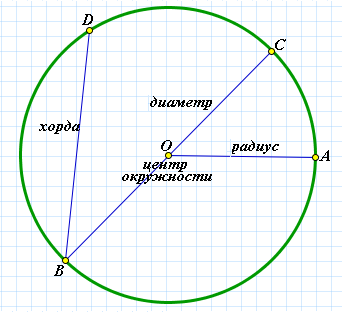 D
C
диаметр
хорда
O
радиус
A
центр
окружности
B